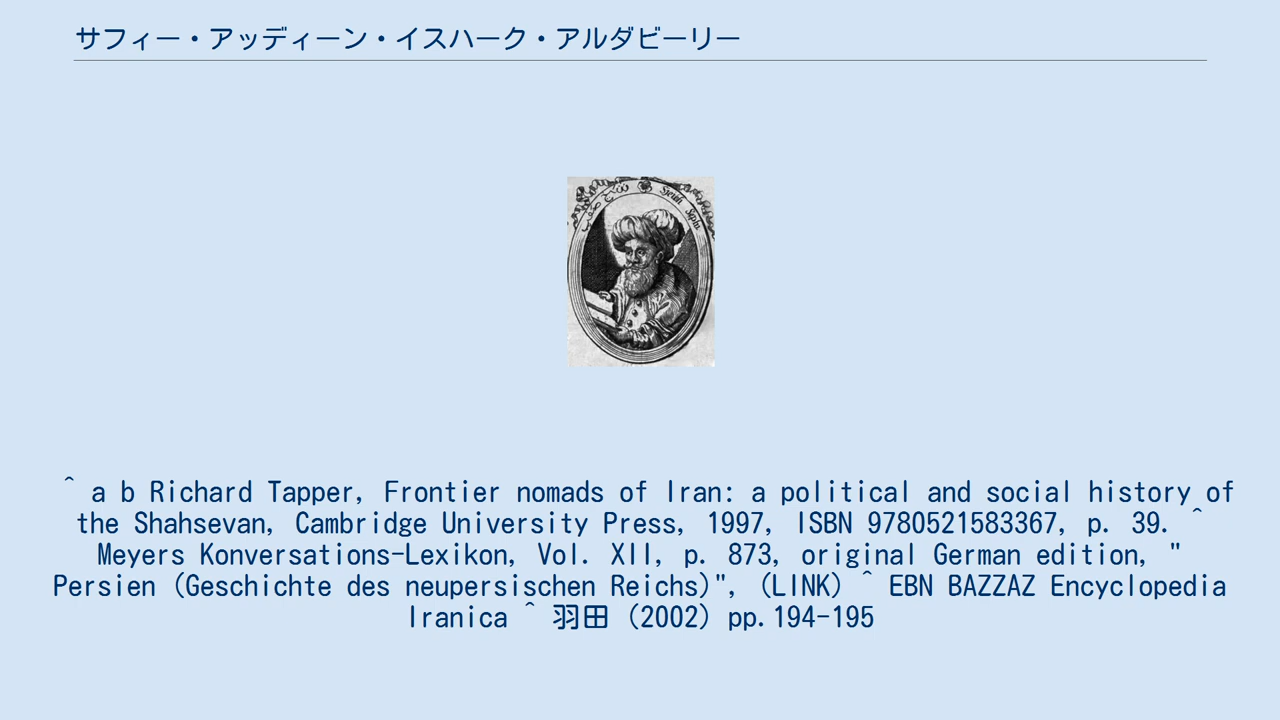 サフィー・アッディーン・イスハーク・アルダビーリー
^ a b Richard Tapper, Frontier nomads of Iran: a political and social history of
the Shahsevan, Cambridge University Press, 1997, ISBN 9780521583367, p. 39. ^
Meyers Konversations-Lexikon, Vol. XII, p. 873, original German edition, "
Persien (Geschichte des neupersischen Reichs)", (LINK) ^ EBN BAZZAZ Encyclopedia
Iranica ^ 羽田 (2002) pp.194-195